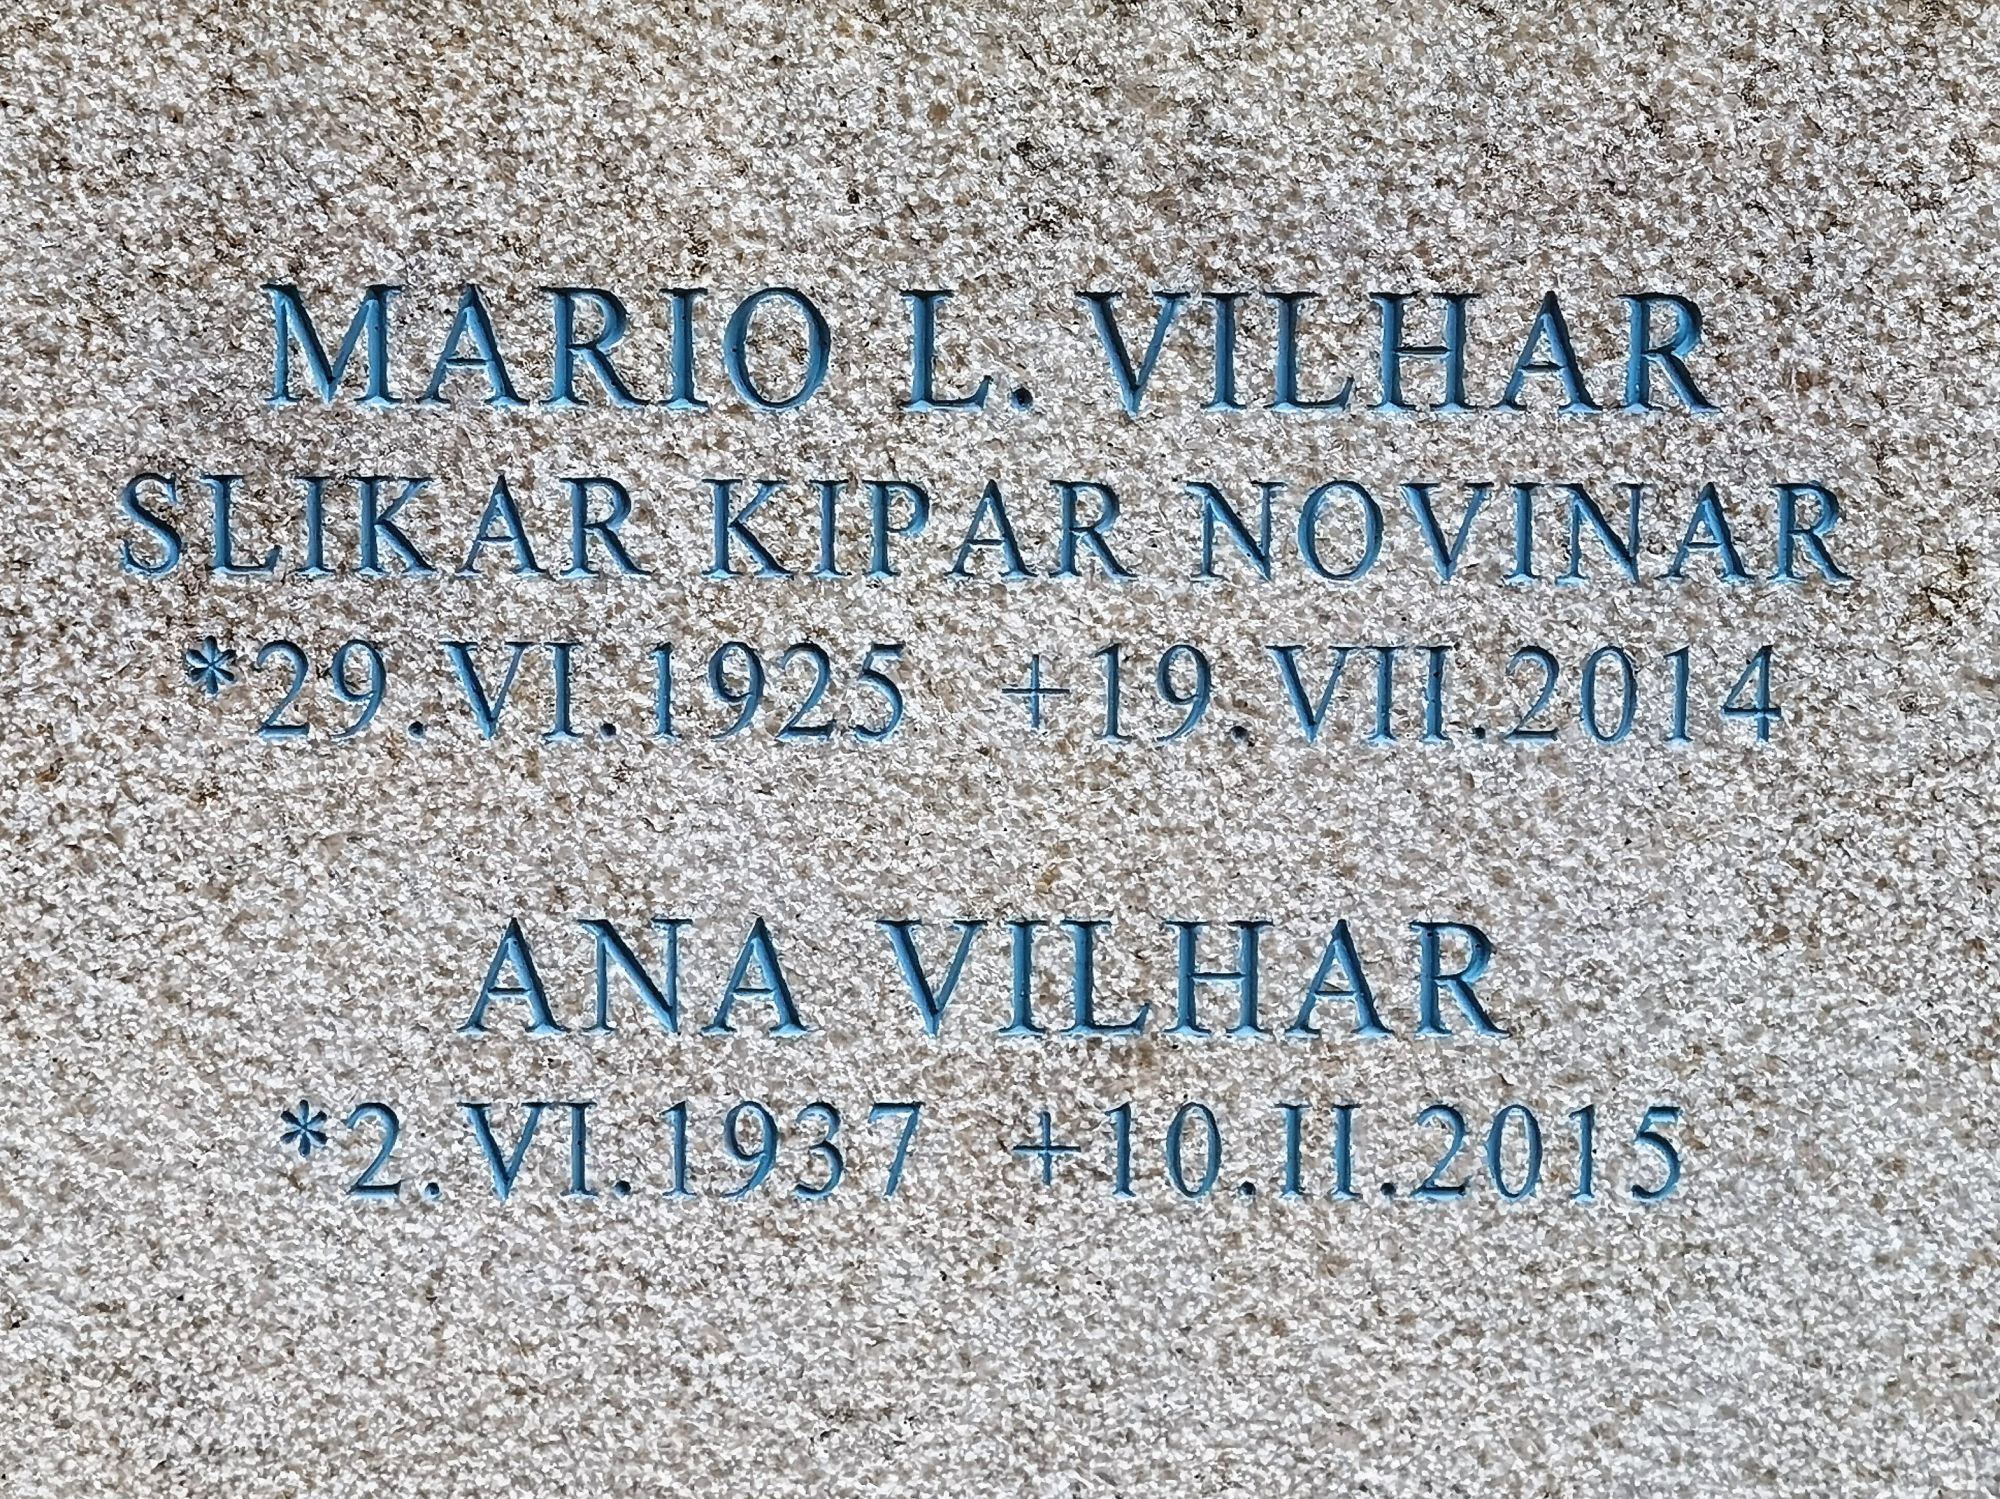 MARIO L. VILHAR
SLIKAR KIPAR NOVINAR
*29.VI.1925 +19.VII.2014
ANA VILHAR
*2.VI.1937 +10.II.2015